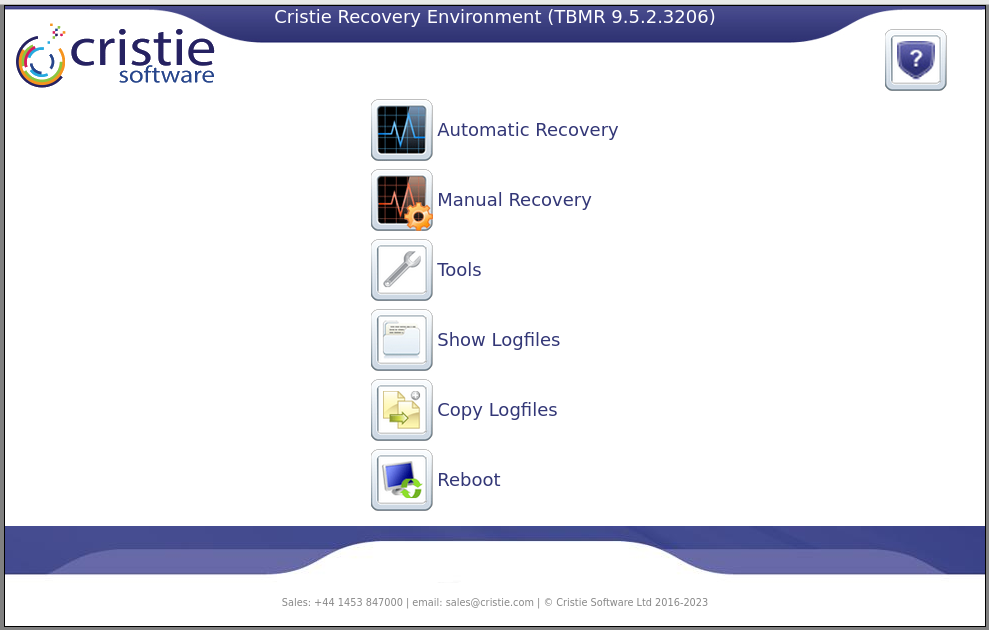 Cristie Recovery Environment (TBMR 9.5.2.3206)
cristie
software
?
Automatic Recovery
Manual Recovery
Tools
Show Logfiles
Copy Logfiles
Reboot
Sales: +44 1453 847000 | email: sales@cristie.com | © Cristie Software Ltd 2016-2023